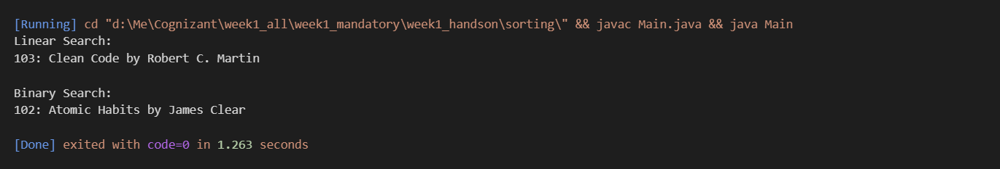 [Running] cd "d:\Me\Cognizant\week1_all\week1_mandatory\week1_handson\sorting\" && javac Main.java && java Main
Linear Search:
103: Clean Code by Robert C. Martin
Binary Search:
102: Atomic Habits by James Clear
[Done] exited with code=0 in 1.263 seconds